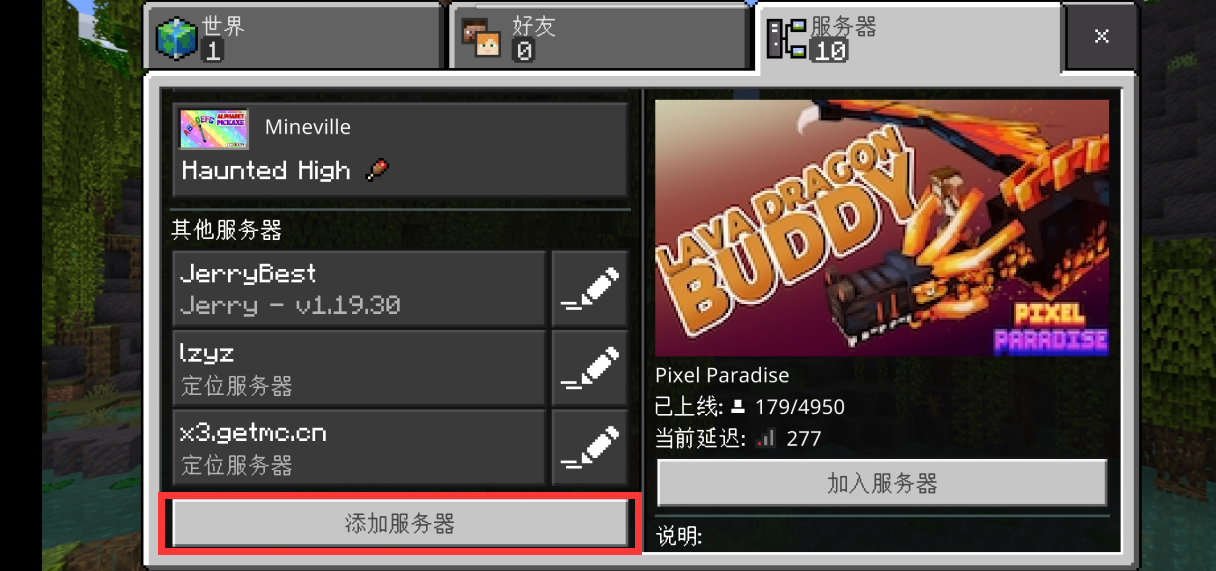 世界
1
好友
0
服务器
10
ALPHABET
PICKAXE
Mineville
Haunted High
其他服务器
JerryBest
Jerry - v1.19.30
lzyz
定位服务器
x3.getmc.cn
定位服务器
添加服务器
LAVA DRAGON
BUDDY
PIXEL
PARADISE
Pixel Paradise
已上线: 179/4950
当前延迟: 277
加入服务器
说明: